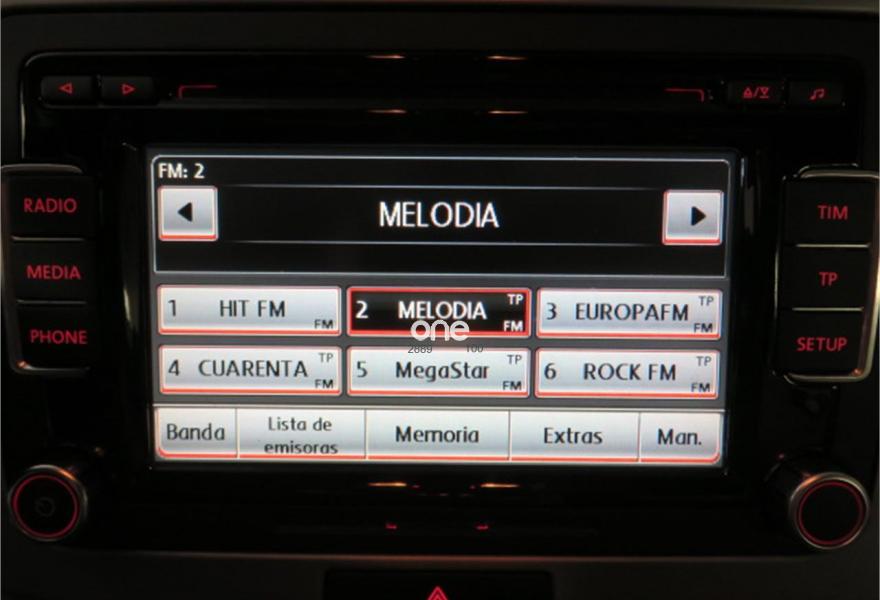 FM: 2
MELODIA
RADIO
MEDIA
PHONE
TIM
TP
SETUP
1 HIT FM FM
2 MELODIA TP FM
3 EUROPAFM TP FM
one
2889 100
4 CUARENTA TP FM
5 MegaStar TP FM
6 ROCK FM TP FM
Banda
Lista de
emisoras
Memoria
Extras
Man.